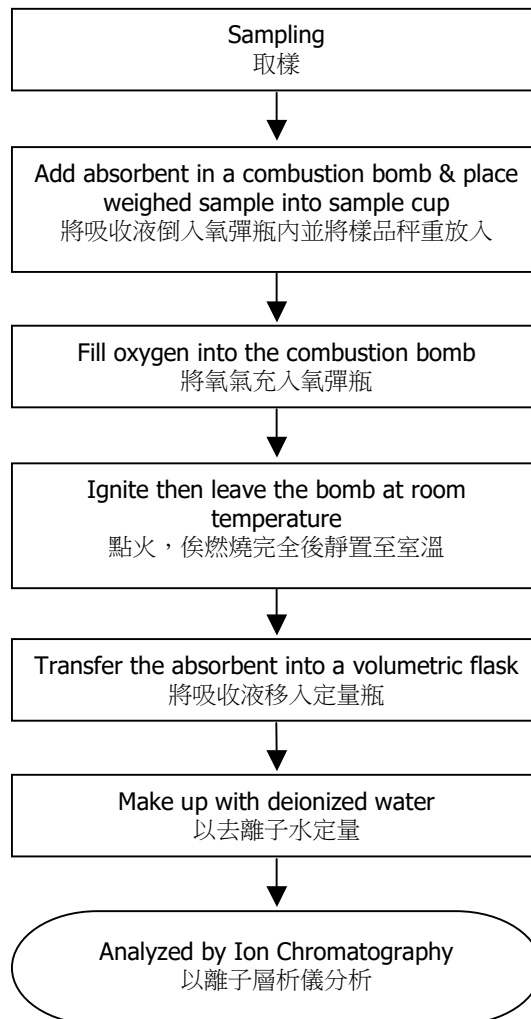 Sampling
取樣
Add absorbent in a combustion bomb & place
weighed sample into sample cup
將吸收液倒入氧彈瓶內並將樣品秤重放入
Fill oxygen into the combustion bomb
將氧氣充入氧彈瓶
Ignite then leave the bomb at room
temperature
點火，俟燃燒完全後靜置至室溫
Transfer the absorbent into a volumetric flask
將吸收液移入定量瓶
Make up with deionized water
以去離子水定量
Analyzed by Ion Chromatography
以離子層析儀分析